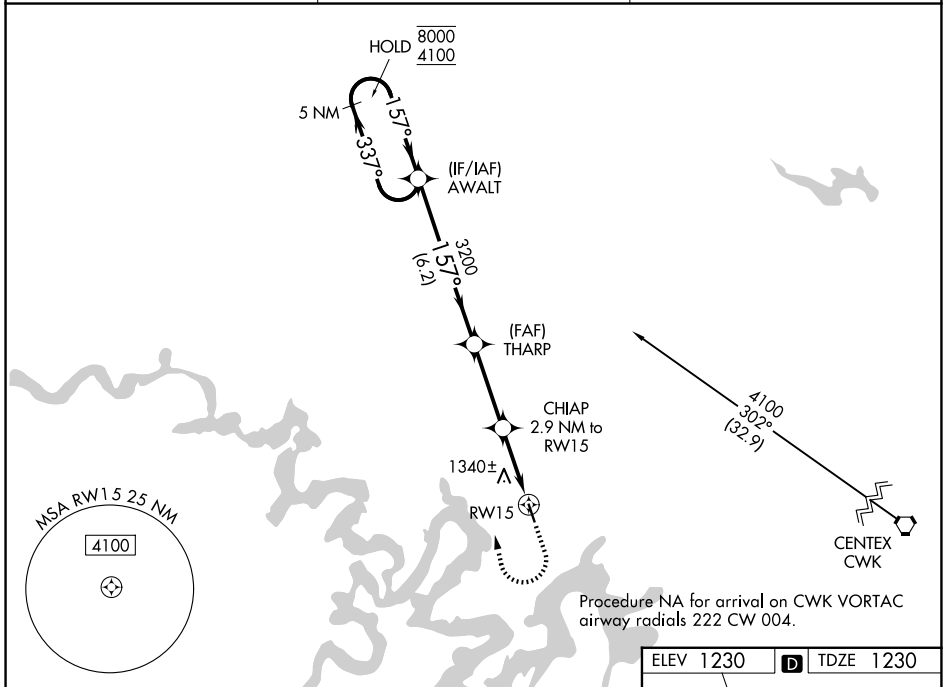 HOLD 8000
4100
5 NM
157°
337°
(IF/IAF)
AWALT
3200
157°
(6.2)
(FAF)
THARP
CHIAP
2.9 NM to
RW15
1340±
RW15
4100
302°
(32.9)
CENTEX
CWK
MSA RW15 25 NM
4100
Procedure NA for arrival on CWK VORTAC
airway radials 222 CW 004.
ELEV 1230 D TDZE 1230